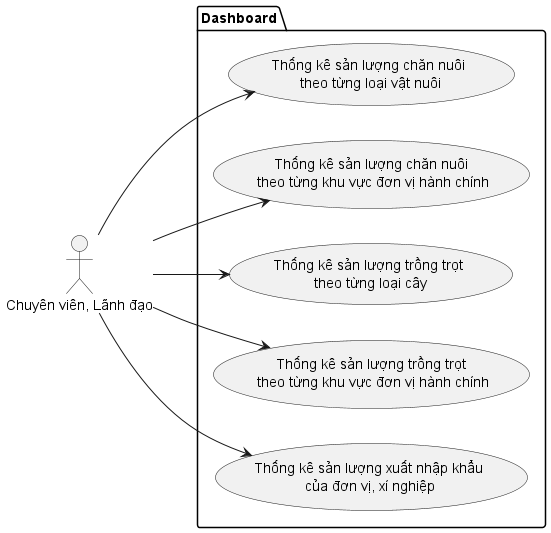 Dashboard
Thống kê sản lượng chăn nuôi
theo từng loại vật nuôi
Thống kê sản lượng chăn nuôi
theo từng khu vực đơn vị hành chính
Thống kê sản lượng trồng trọt
theo từng loại cây
Chuyên viên, Lãnh đạo
Thống kê sản lượng trồng trọt
theo từng khu vực đơn vị hành chính
Thống kê sản lượng xuất nhập khẩu
của đơn vị, xí nghiệp